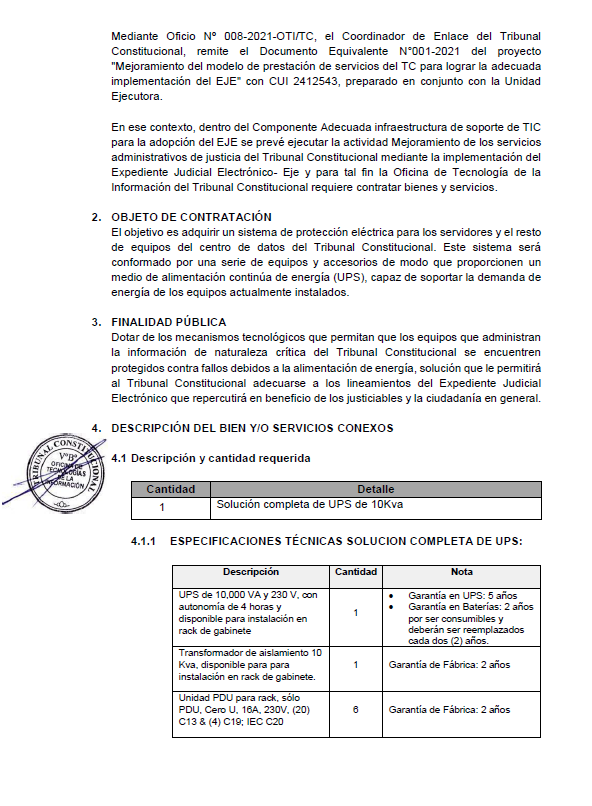 Mediante Oficio Nº 008-2021-OTI/TC, el Coordinador de Enlace del Tribunal
Constitucional, remite el Documento Equivalente N°001-2021 del proyecto
"Mejoramiento del modelo de prestación de servicios del TC para lograr la adecuada
implementación del EJE" con CUI 2412543, preparado en conjunto con la Unidad
Ejecutora.
En ese contexto, dentro del Componente Adecuada infraestructura de soporte de TIC
para la adopción del EJE se prevé ejecutar la actividad Mejoramiento de los servicios
administrativos de justicia del Tribunal Constitucional mediante la implementación del
Expediente Judicial Electrónico- Eje y para tal fin la Oficina de Tecnología de la
Información del Tribunal Constitucional requiere contratar bienes y servicios.
2. OBJETO DE CONTRATACIÓN
El objetivo es adquirir un sistema de protección eléctrica para los servidores y el resto
de equipos del centro de datos del Tribunal Constitucional. Este sistema será
conformado por una serie de equipos y accesorios de modo que proporcionen un
medio de alimentación continúa de energía (UPS), capaz de soportar la demanda de
energía de los equipos actualmente instalados.
3. FINALIDAD PÚBLICA
Dotar de los mecanismos tecnológicos que permitan que los equipos que administran
la información de naturaleza crítica del Tribunal Constitucional se encuentren
protegidos contra fallos debidos a la alimentación de energía, solución que le permitirá
al Tribunal Constitucional adecuarse a los lineamientos del Expediente Judicial
Electrónico que repercutirá en beneficio de los justiciables y la ciudadanía en general.
4. DESCRIPCIÓN DEL BIEN Y/O SERVICIOS CONEXOS
TRIBUNAL CONSTITUCIONAL
VºBº
OFICINA DE
TECNOLOGÍAS
DE LA
INFORMACIÓN
4.1 Descripción y cantidad requerida
Cantidad Detalle
1 Solución completa de UPS de 10Kva
4.1.1 ESPECIFICACIONES TÉCNICAS SOLUCION COMPLETA DE UPS:
Descripción Cantidad Nota
UPS de 10,000 VA y 230 V, con
autonomía de 4 horas y
disponible para instalación en
rack de gabinete
1
• Garantía en UPS: 5 años
• Garantía en Baterías: 2 años
por ser consumibles y
deberán ser reemplazados
cada dos (2) años.
Transformador de aislamiento 10
Kva, disponible para para
instalación en rack de gabinete.
1
Garantía de Fábrica: 2 años
Unidad PDU para rack, sólo
PDU, Cero U, 16A, 230V, (20)
C13 & (4) C19; IEC C20
6
Garantía de Fábrica: 2 años